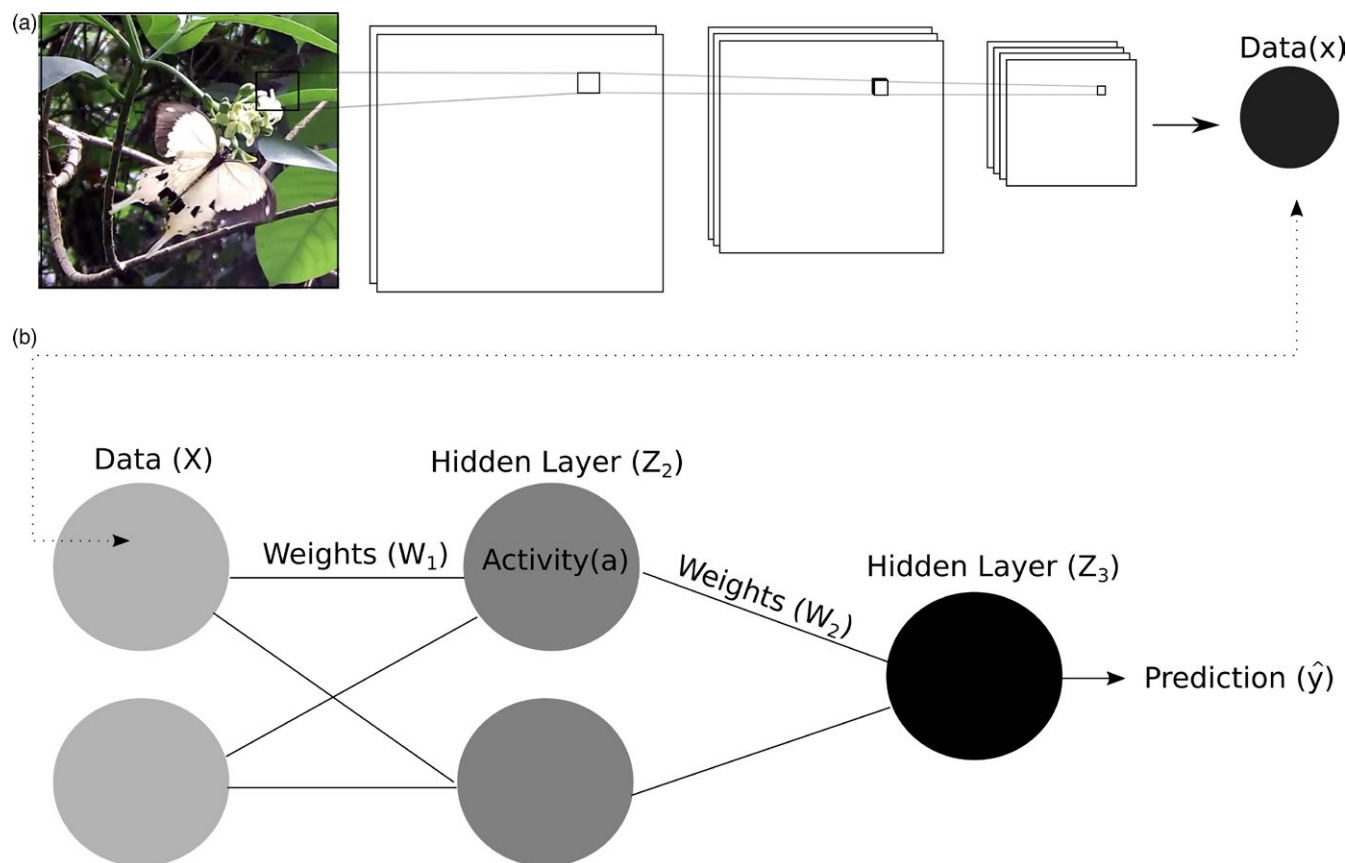 (a)
Data(x)
(b)
Data (X)
Hidden Layer (Z₂)
Weights (W₁)
Activity(a)
Weights (W₂)
Hidden Layer (Z₃)
Prediction (ŷ)